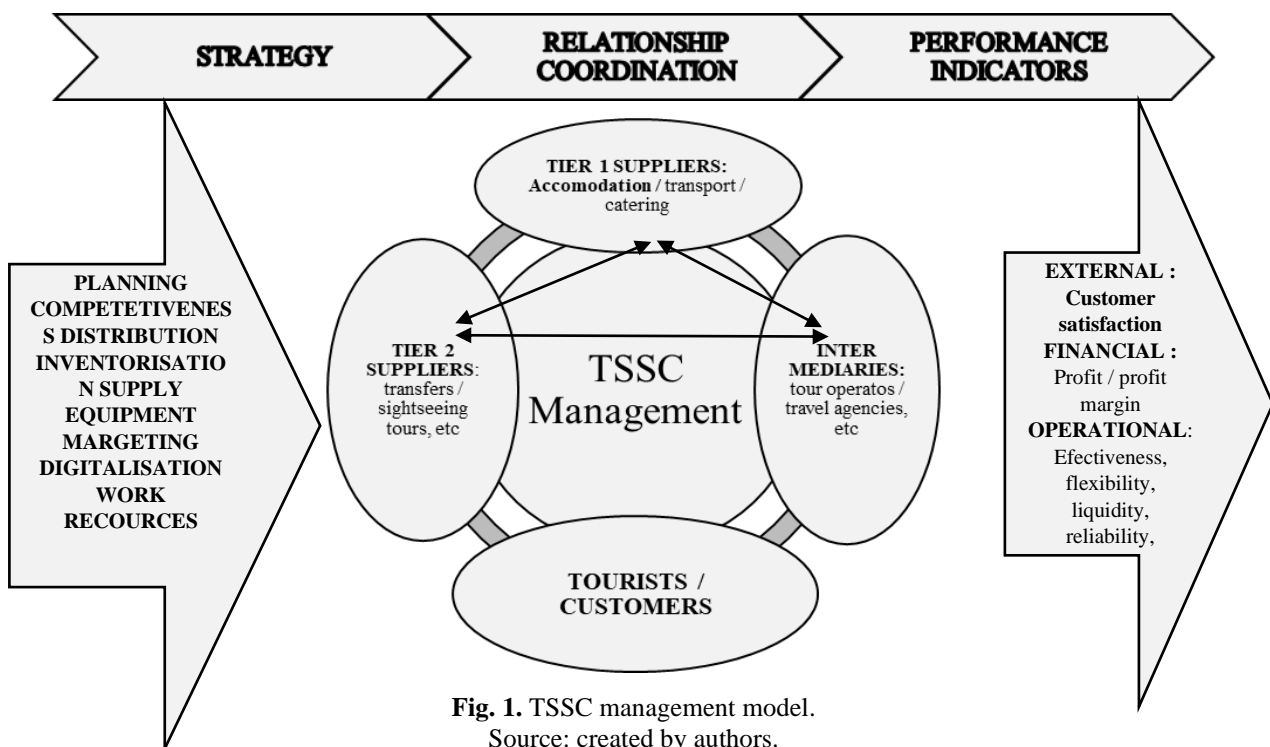 STRATEGY
RELATIONSHIP
COORDINATION
PERFORMANCE
INDICATORS
TIER 1 SUPPLIERS:
Accomodation / transport /
catering
PLANNING
COMPETETIVENES
S DISTRIBUTION
INVENTORISATIO
N SUPPLY
EQUIPMENT
MARGETING
DIGITALISATION
WORK
RECOURCES
TIER 2
SUPPLIERS:
transfers /
sightseeing
tours, etc
TSSC
Management
INTER
MEDIARIES:
tour operatos /
travel agencies,
etc
EXTERNAL :
Customer
satisfaction
FINANCIAL :
Profit / profit
margin
OPERATIONAL:
Efectiveness,
flexibility,
liquidity,
reliability,
TOURISTS /
CUSTOMERS
Fig. 1. TSSC management model.
Source: created by authors.